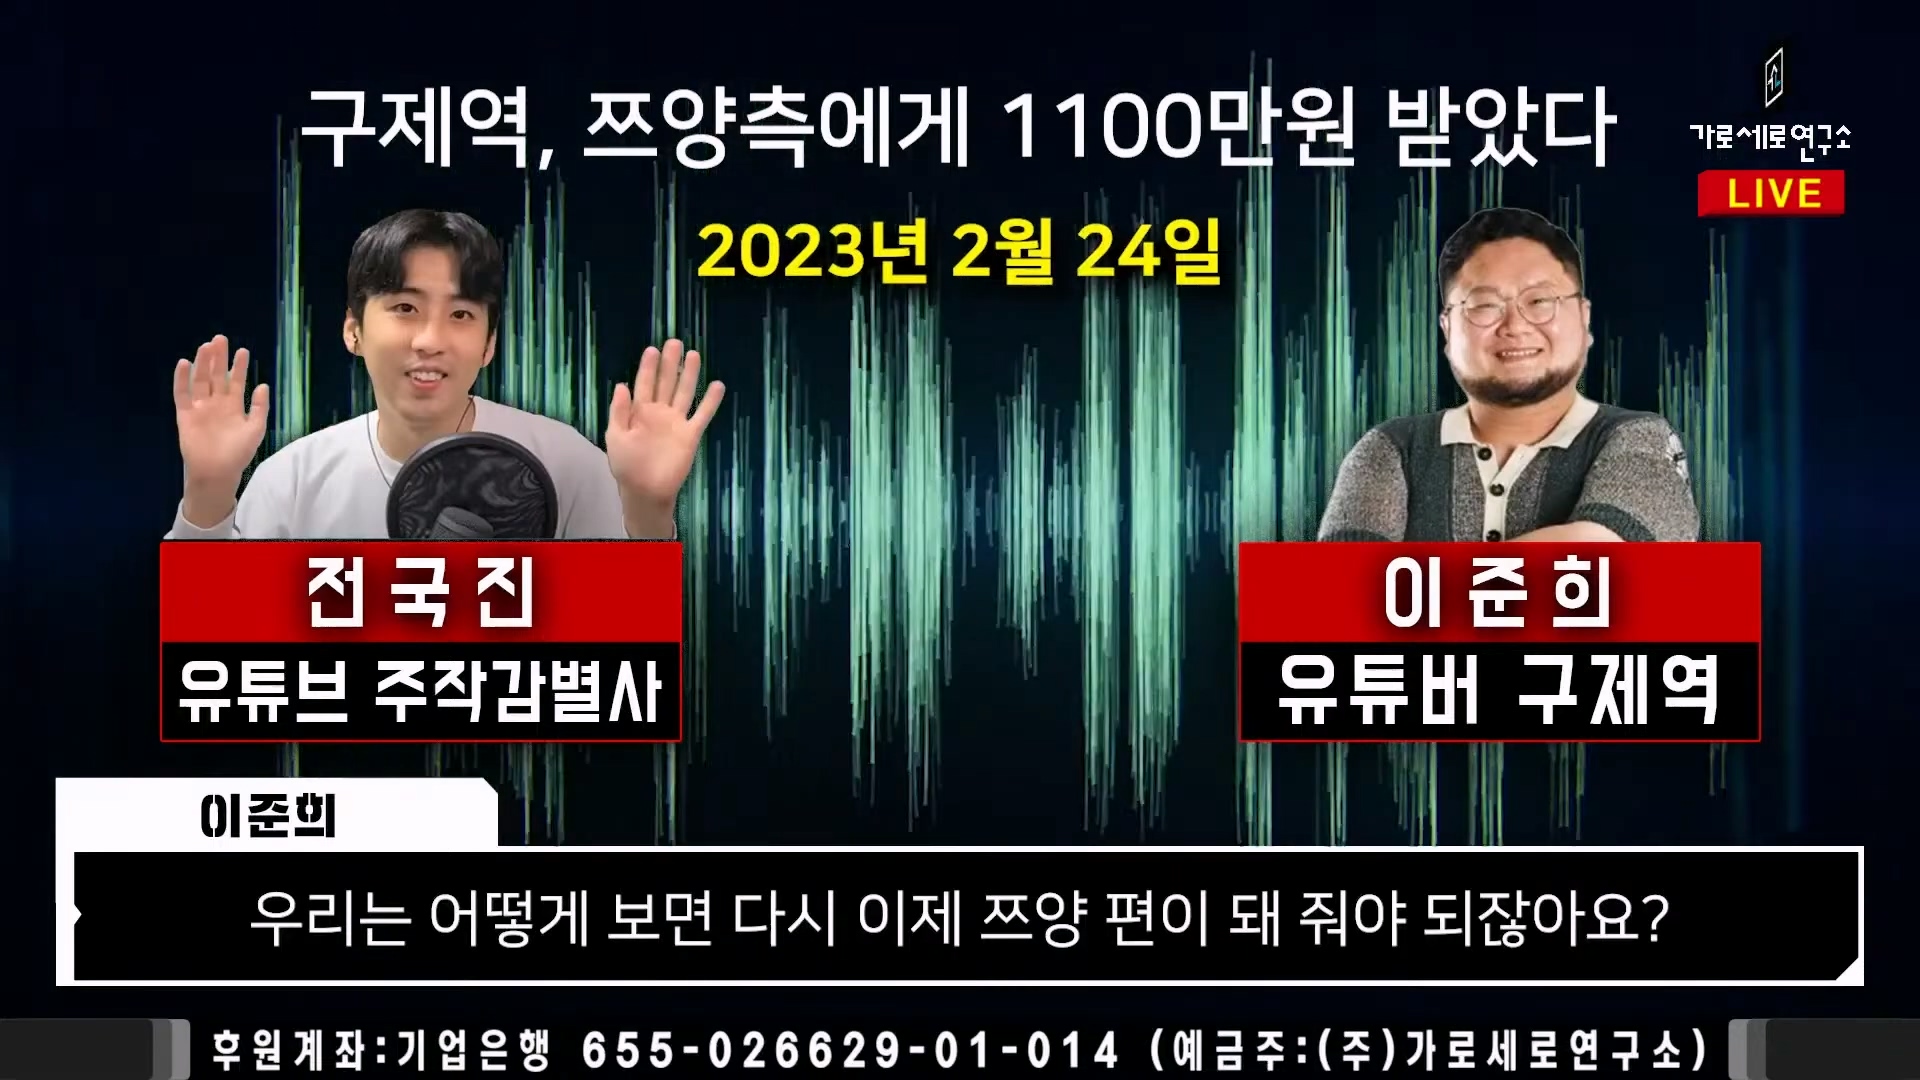 구제역, 쯔양측에게 1100만원 받았다
가로세로연구소
LIVE
2023년 2월 24일
전국진
유튜브 주작감별사
이준희
유튜버 구제역
이준희
우리는 어떻게 보면 다시 이제 쯔양 편이 돼 줘야 되잖아요?
후원계좌:기업은행 655-026629-01-014 (예금주:(주)가로세로연구소)